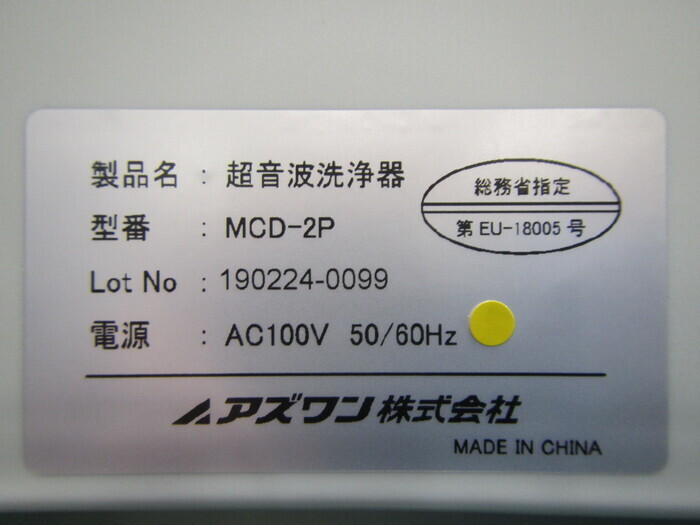 製品名 : 超音波洗浄器
総務省指定
型番 : MCD-2P
第 EU-18005 号
Lot No : 190224-0099
電源 : AC100V 50/60Hz
アズワン株式会社
MADE IN CHINA